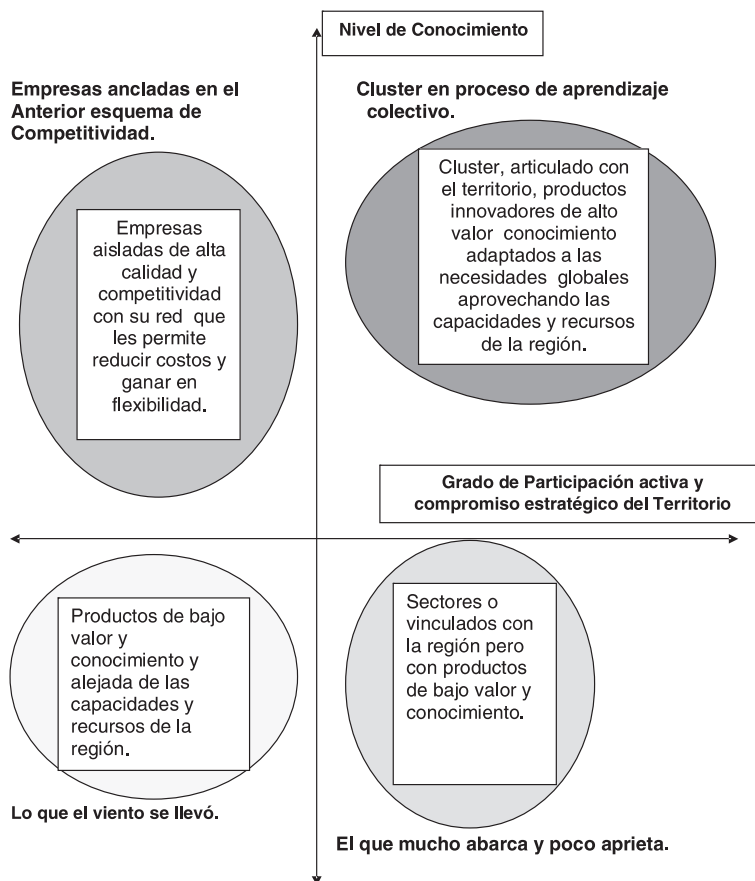 Nivel de Conocimiento
Empresas ancladas en el
Anterior esquema de
Competitividad.
Cluster en proceso de aprendizaje
colectivo.
Empresas
aisladas de alta
calidad y
competitividad
con su red que
les permite
reducir costos y
ganar en
flexibilidad.
Cluster, articulado con
el territorio, productos
innovadores de alto
valor conocimiento
adaptados a las
necesidades globales
aprovechando las
capacidades y recursos
de la región.
Grado de Participación activa y
compromiso estratégico del Territorio
Productos de bajo
valor y
conocimiento y
alejada de las
capacidades y
recursos de la
región.
Sectores o
vinculados con
la región pero
con productos
de bajo valor y
conocimiento.
Lo que el viento se llevó.
El que mucho abarca y poco aprieta.